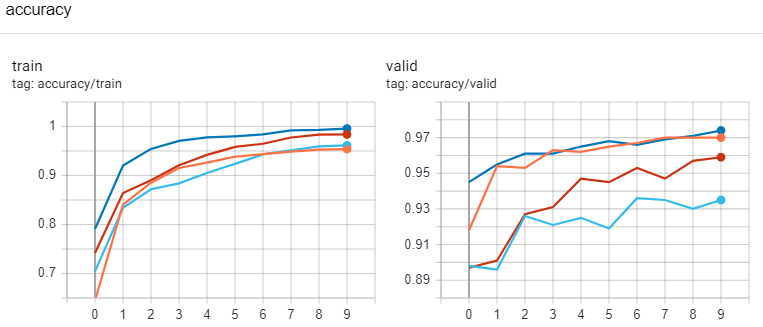 accuracy
train
tag: accuracy/train
1
0.9
0.8
0.7
0 1 2 3 4 5 6 7 8 9
valid
tag: accuracy/valid
0.97
0.95
0.93
0.91
0.89
0 1 2 3 4 5 6 7 8 9